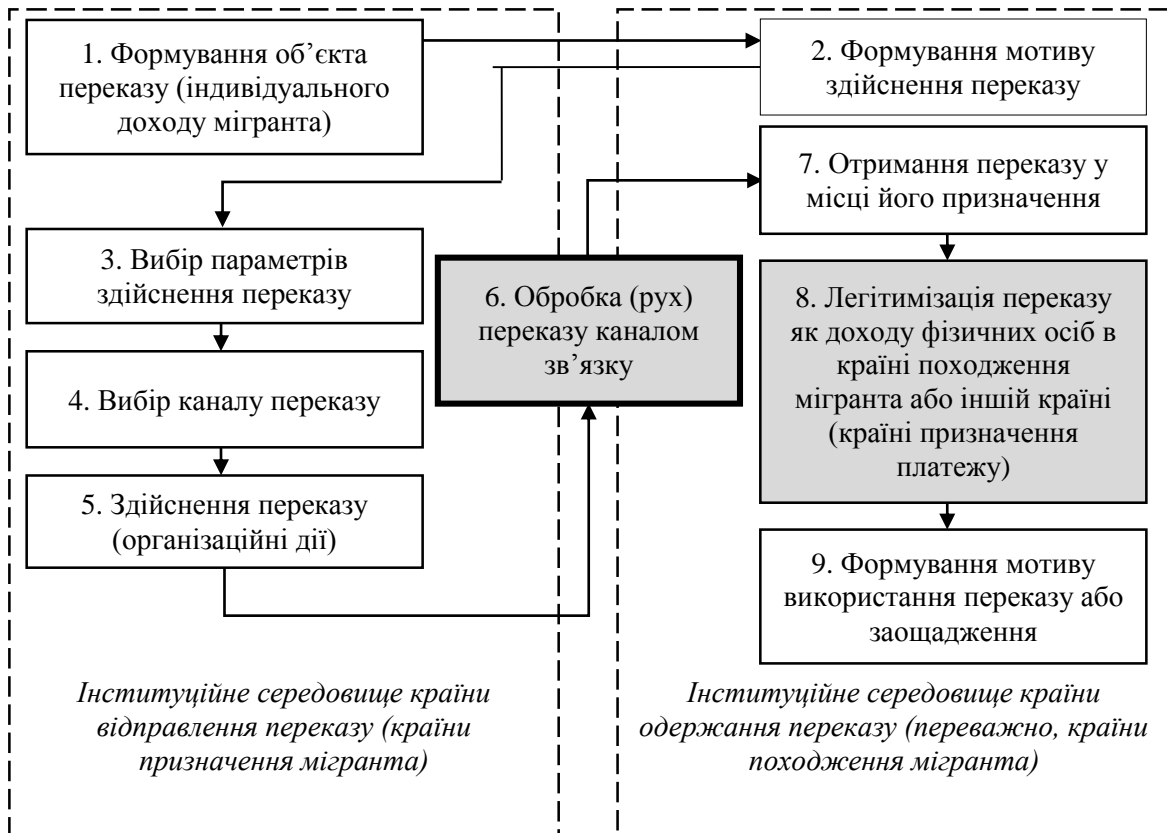 1. Формування об’єкта
переказу (індивідуального
доходу мігранта)
2. Формування мотиву
здійснення переказу
3. Вибір параметрів
здійснення переказу
4. Вибір каналу переказу
5. Здійснення переказу
(організаційні дії)
6. Обробка (рух)
переказу каналом
зв’язку
7. Отримання переказу у
місці його призначення
8. Легітимізація переказу
як доходу фізичних осіб в
країні походження
мігранта або іншій країні
(країні призначення
платежу)
9. Формування мотиву
використання переказу або
заощадження
Інституційне середовище країни
відправлення переказу (країни
призначення мігранта)
Інституційне середовище країни
одержання переказу (переважно, країни
походження мігранта)